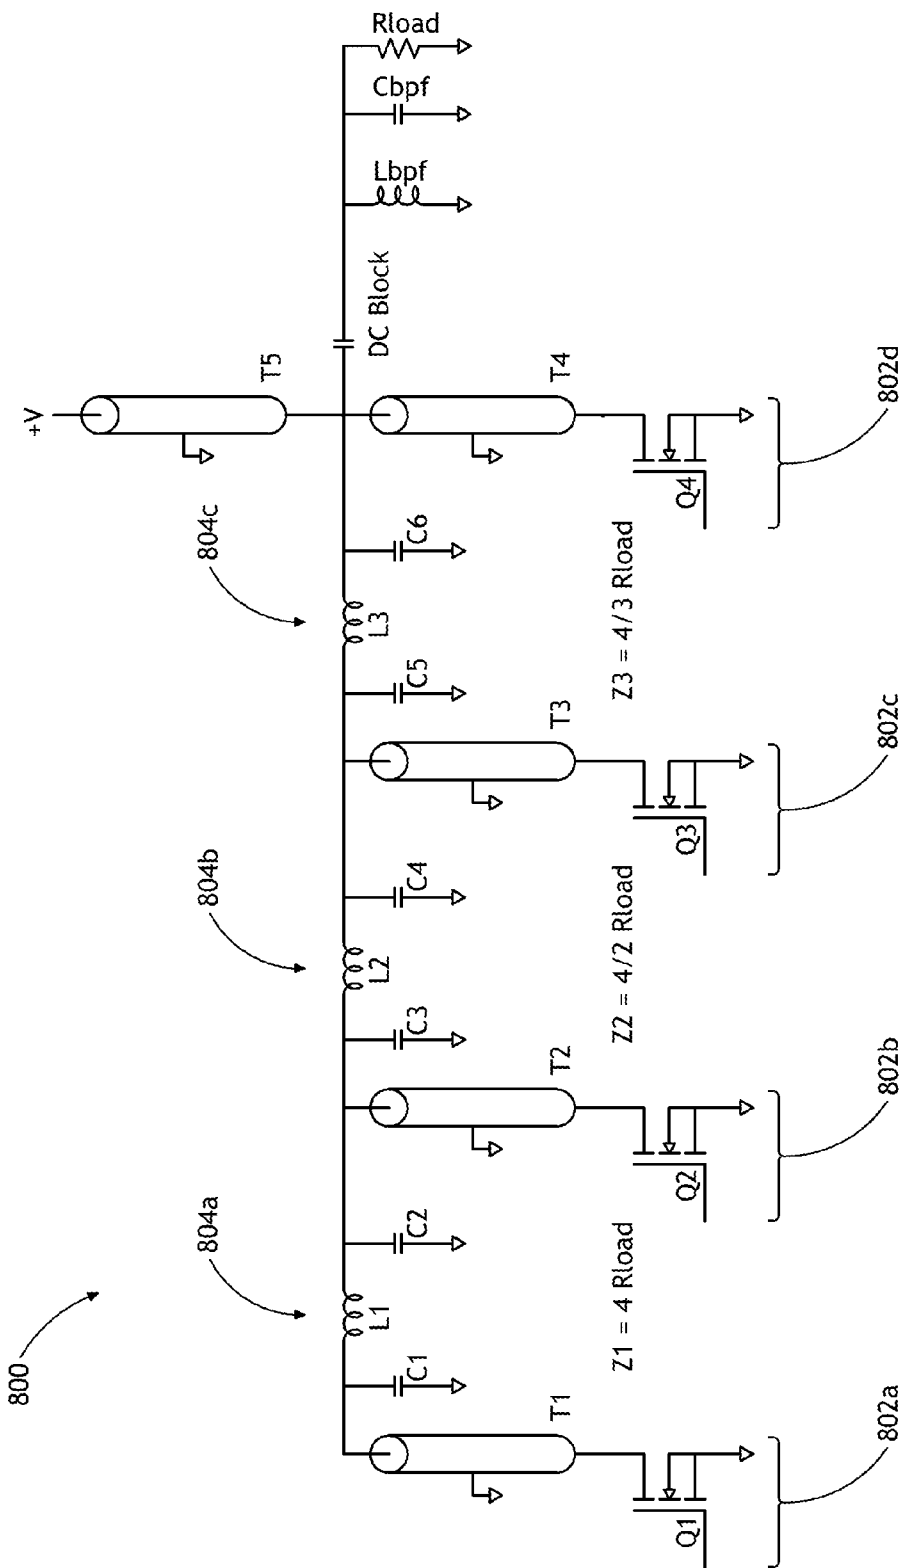 800
804a
804b
804c
+V
T5
DC Block
Lbpf
Cbpf
Rload
L1
L2
L3
C1
C2
C3
C4
C5
C6
T1
T2
T3
T4
Z1 = 4 Rload
Z2 = 4/2 Rload
Z3 = 4/3 Rload
Q1
Q2
Q3
Q4
802a
802b
802c
802d